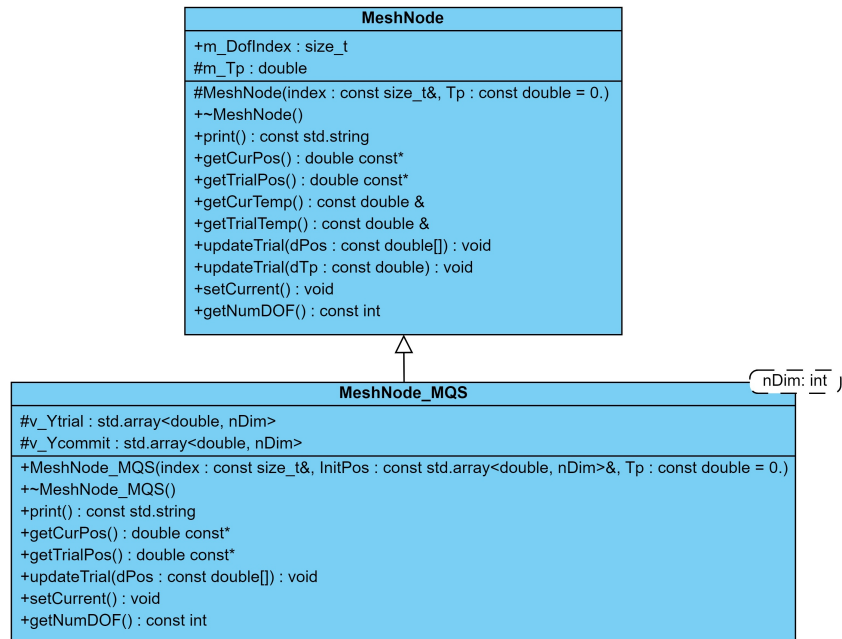 MeshNode
+m_DofIndex : size_t
#m_Tp : double
#MeshNode(index : const size_t&, Tp : const double = 0.)
+~MeshNode()
+print() : const std.string
+getCurPos() : double const*
+getTrialPos() : double const*
+getCurTemp() : const double &
+getTrialTemp() : const double &
+updateTrial(dPos : const double[]) : void
+updateTrial(dTp : const double) : void
+setCurrent() : void
+getNumDOF() : const int
nDim: int
MeshNode_MQS
#v_Ytrial : std.array<double, nDim>
#v_Ycommit : std.array<double, nDim>
+MeshNode_MQS(index : const size_t&, InitPos : const std.array<double, nDim>&, Tp : const double = 0.)
+~MeshNode_MQS()
+print() : const std.string
+getCurPos() : double const*
+getTrialPos() : double const*
+updateTrial(dPos : const double[]) : void
+setCurrent() : void
+getNumDOF() : const int